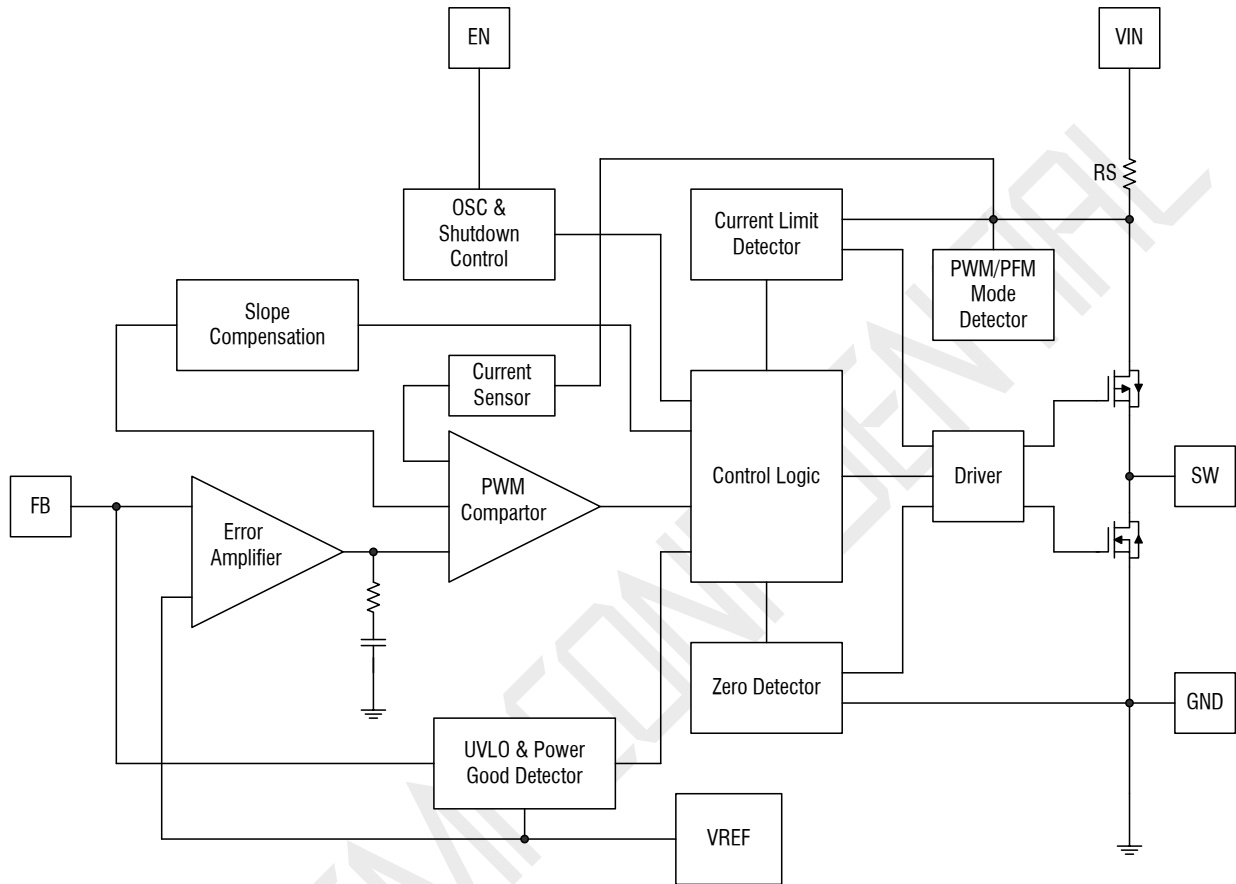 EN
VIN
RS
OSC &
Shutdown
Control
Current Limit
Detector
PWM/PFM
Mode
Detector
Slope
Compensation
Current
Sensor
PWM
Compartor
Control Logic
Driver
SW
FB
Error
Amplifier
Zero Detector
GND
UVLO & Power
Good Detector
VREF